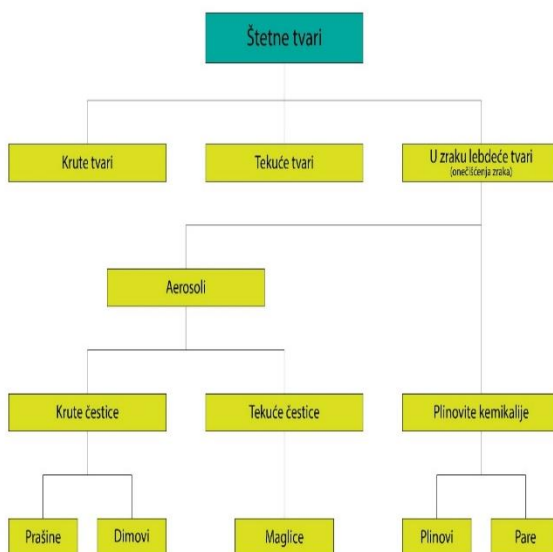 Štetne tvari
Krute tvari
Tekuće tvari
U zraku lebdeće tvari
(onečišćenja zraka)
Aerosoli
Krute čestice
Tekuće čestice
Plinovite kemikalije
Prašine
Dimovi
Maglice
Plinovi
Pare